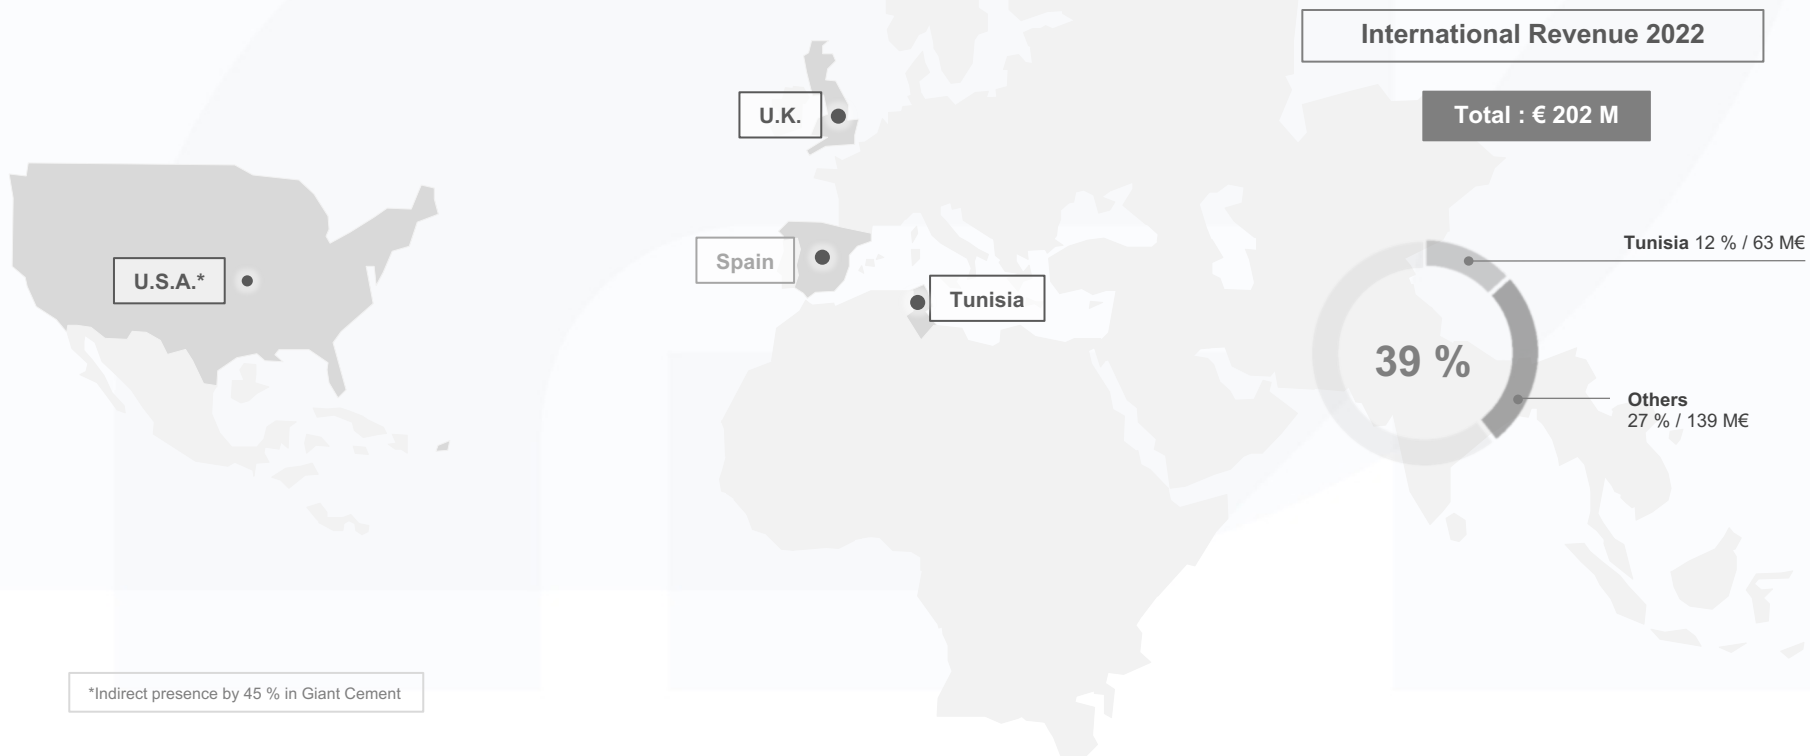 International Revenue 2022
Total : € 202 M
U.K.
Spain
U.S.A.*
Tunisia
Tunisia 12 % / 63 M€
39 %
Others
27 % / 139 M€
*Indirect presence by 45 % in Giant Cement